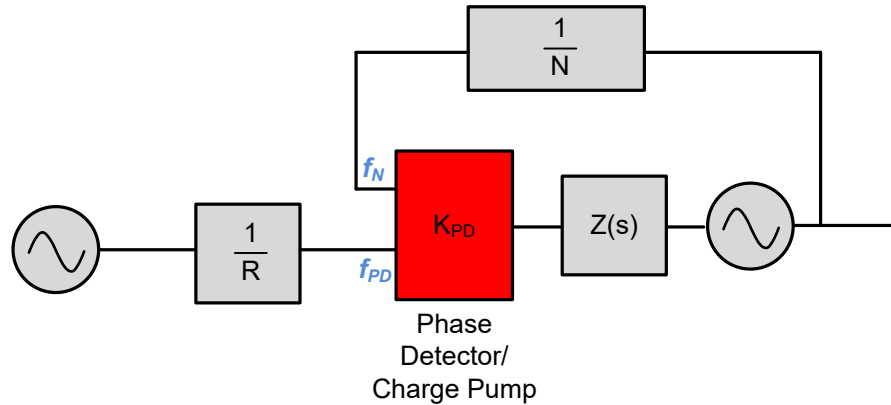 1
N
f_N
K_PD
Z(s)
1
R
f_PD
Phase
Detector/
Charge Pump